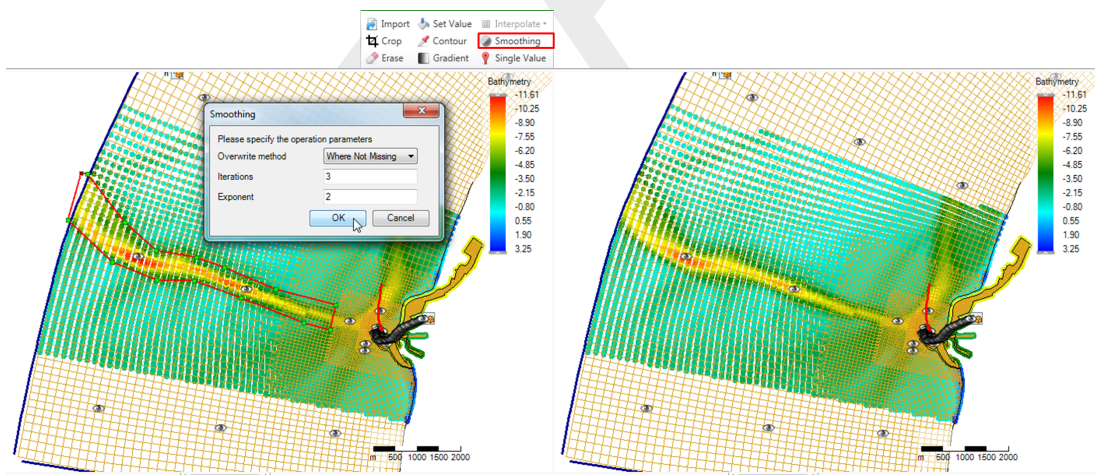 Import Set Value Interpolate
Crop Contour Smoothing
Erase Gradient Single Value
Smoothing
Please specify the operation parameters
Overwrite method Where Not Missing
Iterations 3
Exponent 2
OK Cancel
Bathymetry
-11.61
-10.25
-8.90
-7.55
-6.20
-4.85
-3.50
-2.15
-0.80
0.55
1.90
3.25
m 500 1000 1500 2000
Bathymetry
-11.61
-10.25
-8.90
-7.55
-6.20
-4.85
-3.50
-2.15
-0.80
0.55
1.90
3.25
m 500 1000 1500 2000